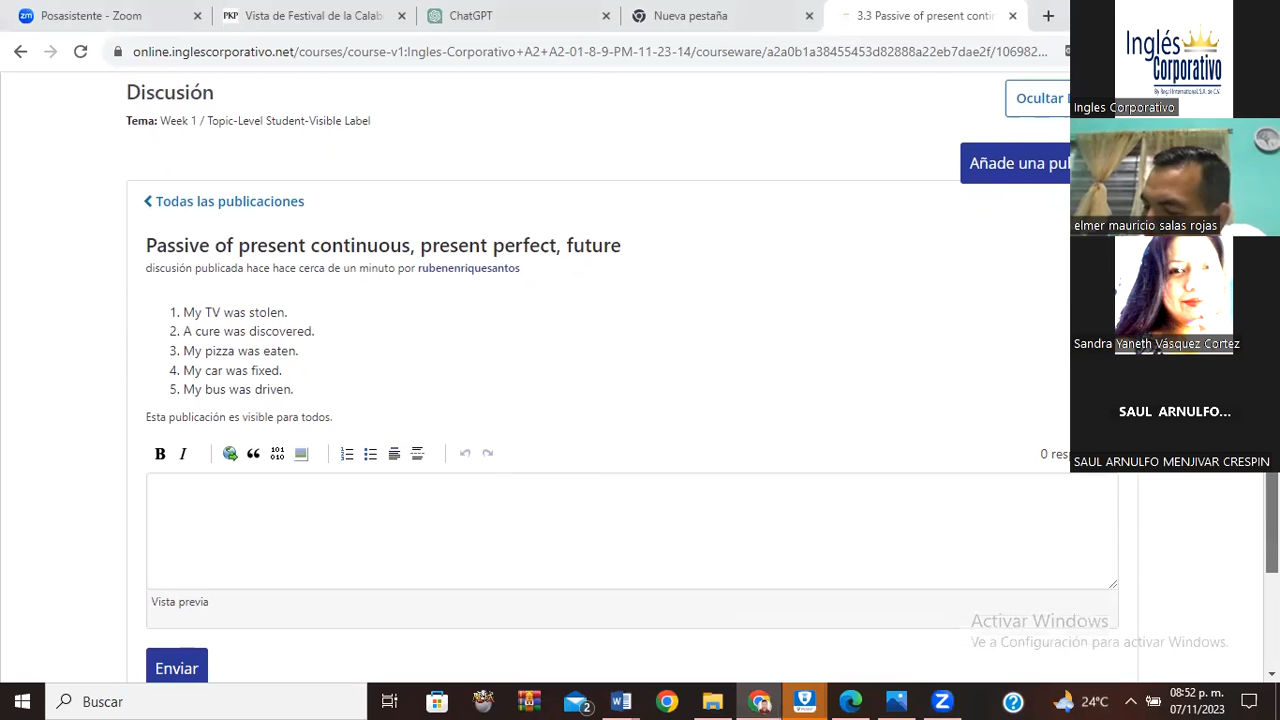 Posasistente - Zoom
PKP Vista de Festival de la Calab
ChatGPT
Nueva pestaña
3.3 Passive of present contin
online.inglescorporativo.net/courses/course-v1:Ingles-Corporativo+A2+A2-01-8-9-PM-11-23-14/courseware/a2a0b1a38455453d82888a22eb7dae2f/106982...
Discusión
Ocultar
Tema: Week 1 / Topic-Level Student-Visible Label
Añade una pul
Todas las publicaciones
Passive of present continuous, present perfect, future
discusión publicada hace hace cerca de un minuto por rubenenriquesantos
1. My TV was stolen.
2. A cure was discovered.
3. My pizza was eaten.
4. My car was fixed.
5. My bus was driven.
Esta publicación es visible para todos.
B I 101 010
0 res
Vista previa
Enviar
Inglés
Corporativo
Ingles Corporativo
elmer mauricio salas rojas
Sandra Yaneth Vásquez Cortez
SAUL ARNULFO...
SAUL ARNULFO MENJIVAR CRESPIN
Activar Windows
Ve a Configuración para activar Windows.
Buscar
2
24°C
08:52 p. m.
07/11/2023